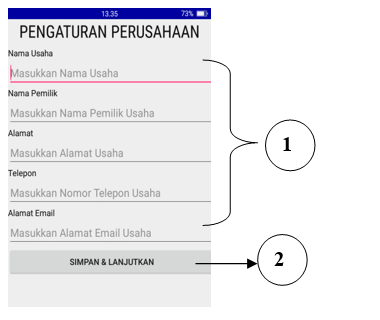 13.35 73%
PENGATURAN PERUSAHAAN
Nama Usaha
Masukkan Nama Usaha
Nama Pemilik
Masukkan Nama Pemilik Usaha
Alamat
Masukkan Alamat Usaha
Telepon
Masukkan Nomor Telepon Usaha
Alamat Email
Masukkan Alamat Email Usaha
SIMPAN & LANJUTKAN
1
2